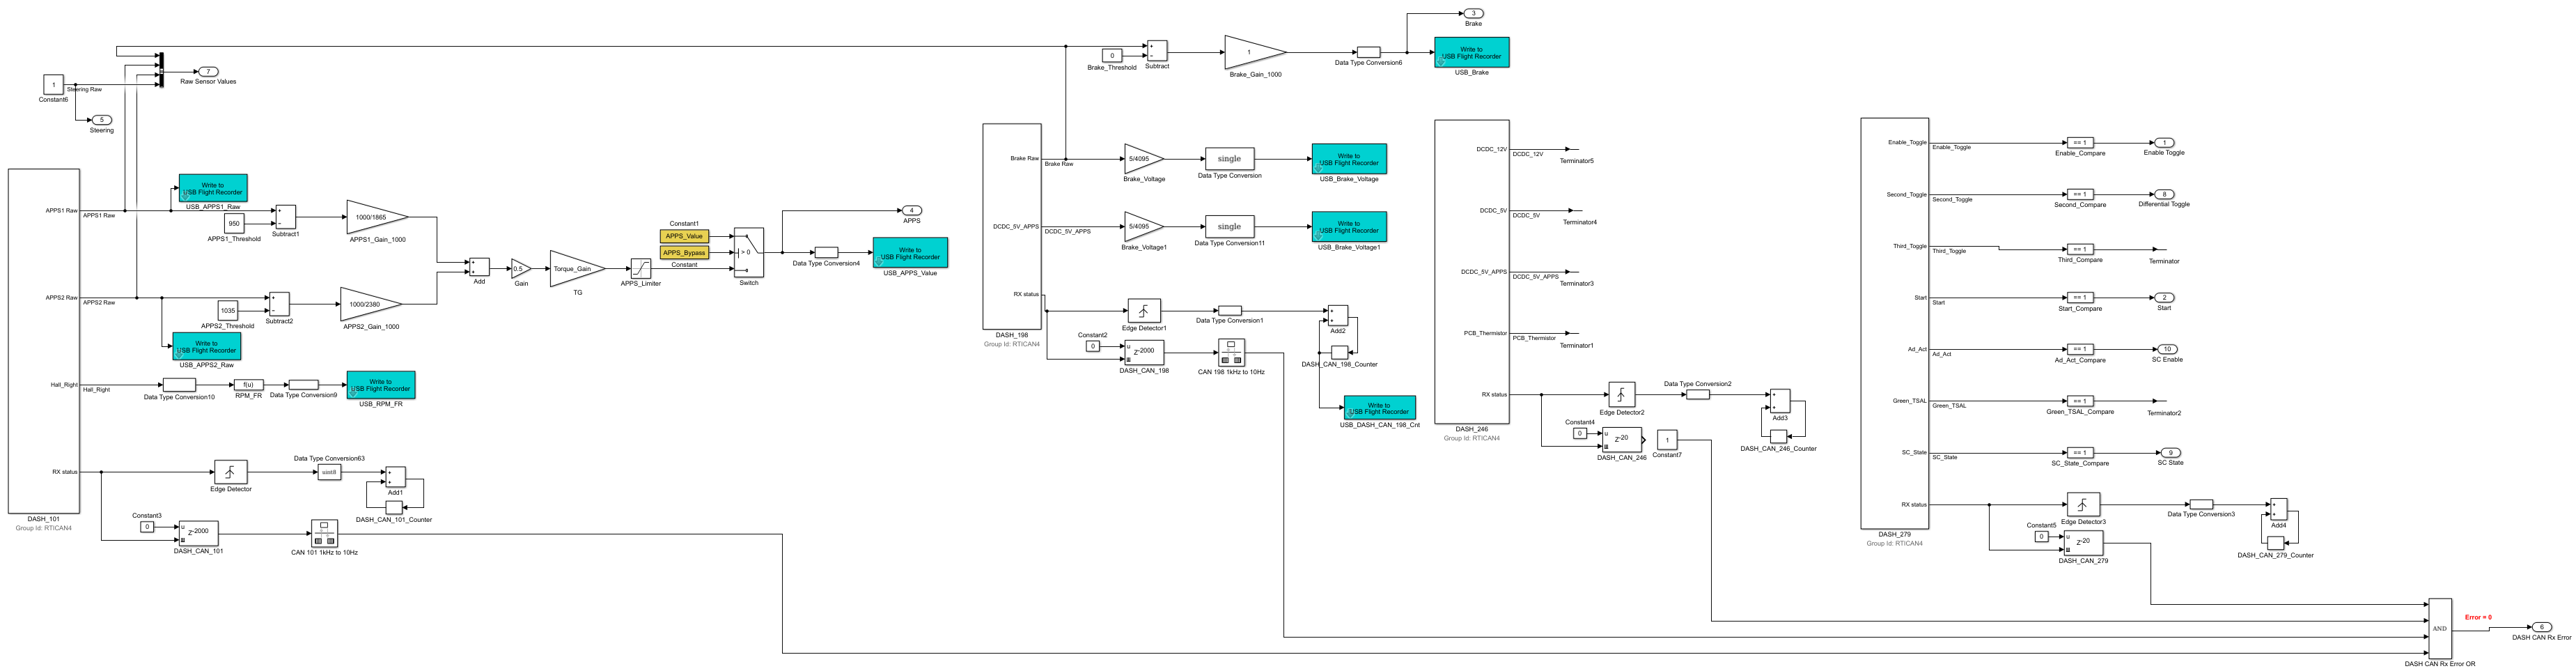 3
Brake
Write to
USB Flight Recorder
USB_Brake
0
Brake_Threshold
+
−
Subtract
1
Brake_Gain_1000
Data Type Conversion6
1
Constant6
Steering Raw
7
Raw Sensor Values
5
Steering
DASH_101
Group Id: RTICAN4
APPS1 Raw
APPS1 Raw
APPS2 Raw
APPS2 Raw
Hall_Right
Hall_Right
RX status
Write to
USB Flight Recorder
USB_APPS1_Raw
950
APPS1_Threshold
+
−
Subtract1
1000/1865
APPS1_Gain_1000
1035
APPS2_Threshold
+
−
Subtract2
1000/2380
APPS2_Gain_1000
Write to
USB Flight Recorder
USB_APPS2_Raw
Data Type Conversion10
f(u)
RPM_FR
Data Type Conversion9
Write to
USB Flight Recorder
USB_RPM_FR
+
+
Add
0.5
Gain
Torque_Gain
TG
APPS_Limiter
Constant1
APPS_Value
APPS_Bypass
Constant
> 0
Switch
4
APPS
Data Type Conversion4
Write to
USB Flight Recorder
USB_APPS_Value
Edge Detector
Data Type Conversion63
uint8
+
+
Add1
DASH_CAN_101_Counter
Constant3
0
u
Z-2000
DASH_CAN_101
CAN 101 1kHz to 10Hz
DASH_198
Group Id: RTICAN4
Brake Raw
Brake Raw
DCDC_5V_APPS
DCDC_5V_APPS
RX status
5/4095
Brake_Voltage
single
Data Type Conversion
Write to
USB Flight Recorder
USB_Brake_Voltage
5/4095
Brake_Voltage1
single
Data Type Conversion11
Write to
USB Flight Recorder
USB_Brake_Voltage1
Edge Detector1
Data Type Conversion1
+
+
Add2
DASH_CAN_198_Counter
Constant2
0
u
Z-2000
DASH_CAN_198
CAN 198 1kHz to 10Hz
Write to
USB Flight Recorder
USB_DASH_CAN_198_Cnt
DASH_246
Group Id: RTICAN4
DCDC_12V
DCDC_12V
Terminator5
DCDC_5V
DCDC_5V
Terminator4
DCDC_5V_APPS
DCDC_5V_APPS
Terminator3
PCB_Thermistor
PCB_Thermistor
Terminator1
RX status
Edge Detector2
Data Type Conversion2
+
+
Add3
DASH_CAN_246_Counter
Constant4
0
u
Z-20
DASH_CAN_246
1
Constant7
DASH_279
Group Id: RTICAN4
Enable_Toggle
Enable_Toggle
== 1
Enable_Compare
1
Enable Toggle
Second_Toggle
Second_Toggle
== 1
Second_Compare
8
Differential Toggle
Third_Toggle
Third_Toggle
== 1
Third_Compare
Terminator
Start
Start
== 1
Start_Compare
2
Start
Ad_Act
Ad_Act
== 1
Ad_Act_Compare
10
SC Enable
Green_TSAL
Green_TSAL
== 1
Green_TSAL_Compare
Terminator2
SC_State
SC_State
== 1
SC_State_Compare
9
SC State
RX status
Edge Detector3
Data Type Conversion3
+
+
Add4
DASH_CAN_279_Counter
Constant5
0
u
Z-20
DASH_CAN_279
AND
DASH CAN Rx Error OR
Error = 0
6
DASH CAN Rx Error